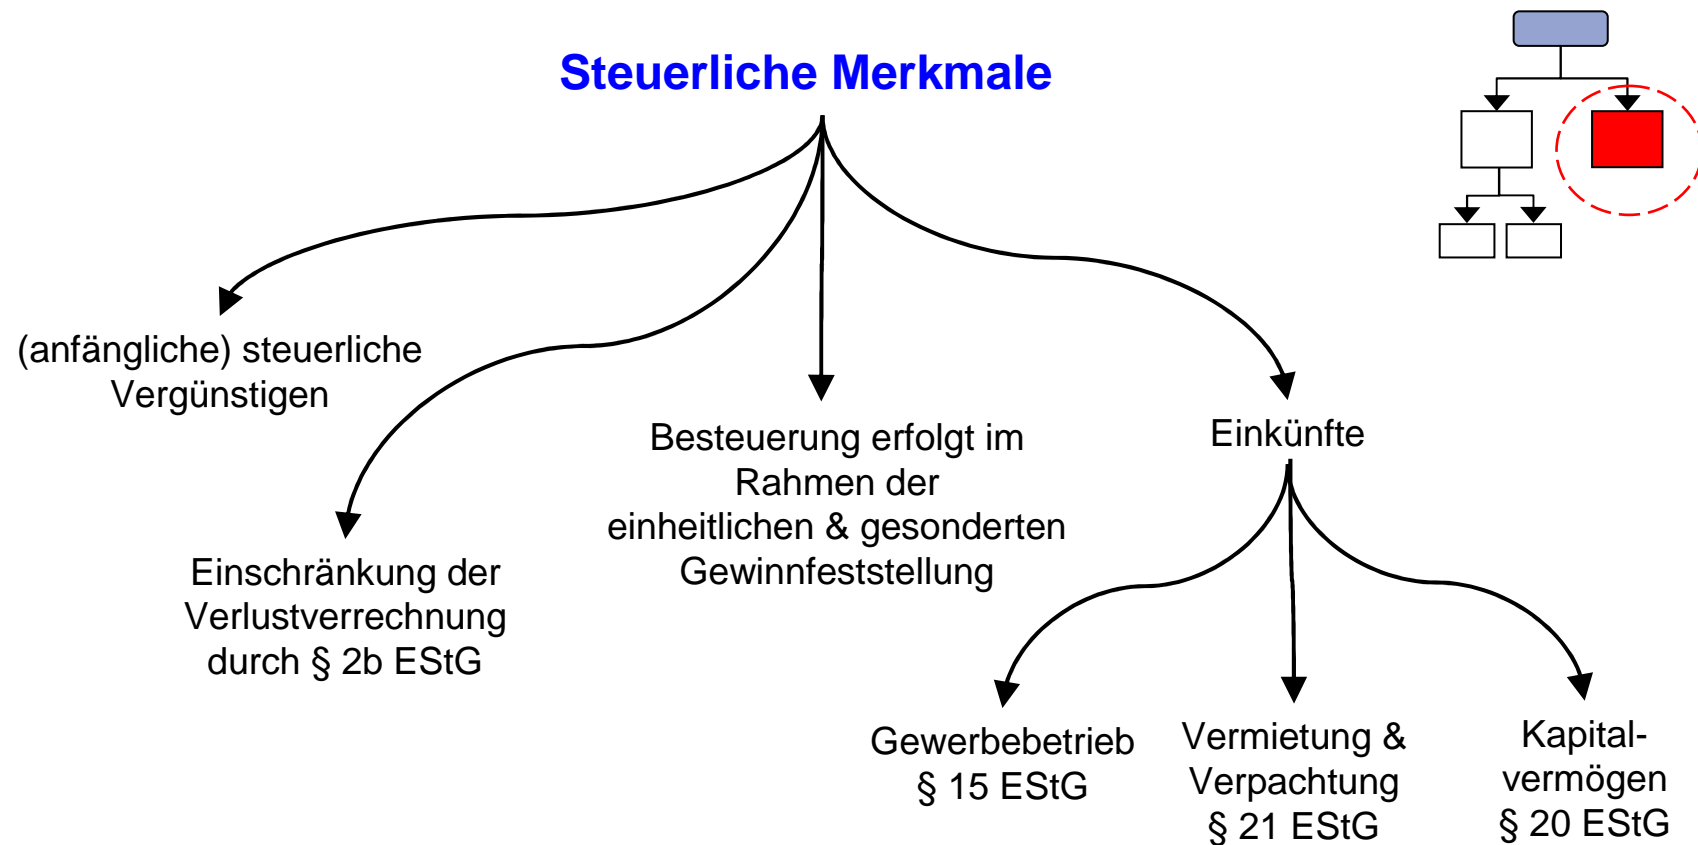 Steuerliche Merkmale
(anfängliche) steuerliche
Vergünstigen
Einschränkung der
Verlustverrechnung
durch § 2b EStG
Besteuerung erfolgt im
Rahmen der
einheitlichen & gesonderten
Gewinnfeststellung
Einkünfte
Gewerbebetrieb
§ 15 EStG
Vermietung &
Verpachtung
§ 21 EStG
Kapital-
vermögen
§ 20 EStG